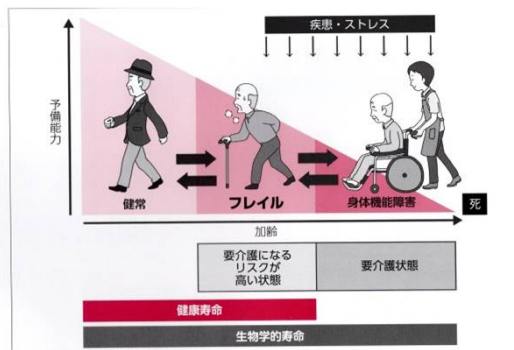 疾患・ストレス
予備能力
健常
フレイル
身体機能障害
死
加齢
要介護になる
リスクが
高い状態
要介護状態
健康寿命
生物学的寿命